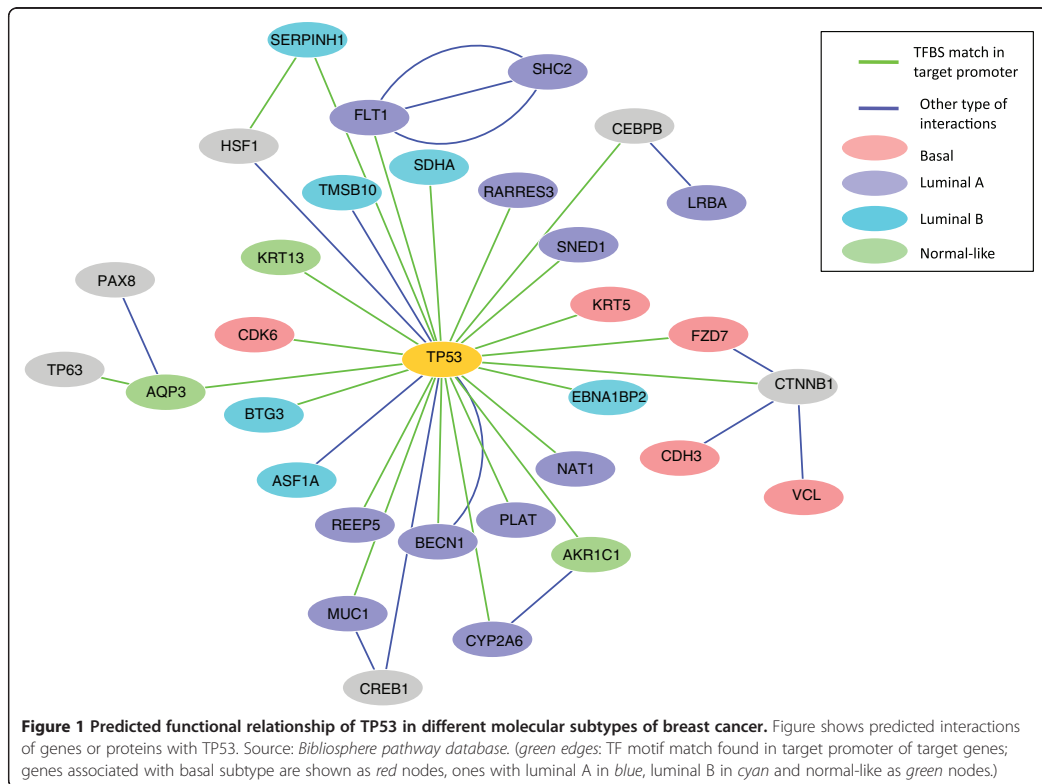 SERPINH1
SHC2
FLT1
CEBPB
HSF1
SDHA
TMSB10
RARRES3
LRBA
SNED1
KRT13
PAX8
KRT5
CDK6
FZD7
TP53
TP63
CTNNB1
AQP3
EBNA1BP2
BTG3
CDH3
NAT1
ASF1A
VCL
PLAT
REEP5
BECN1
AKR1C1
MUC1
CYP2A6
CREB1
TFBS match in
target promoter
Other type of
interactions
Basal
Luminal A
Luminal B
Normal-like
Figure 1 Predicted functional relationship of TP53 in different molecular subtypes of breast cancer. Figure shows predicted interactions
of genes or proteins with TP53. Source: Bibliosphere pathway database. (green edges: TF motif match found in target promoter of target genes;
genes associated with basal subtype are shown as red nodes, ones with luminal A in blue, luminal B in cyan and normal-like as green nodes.)